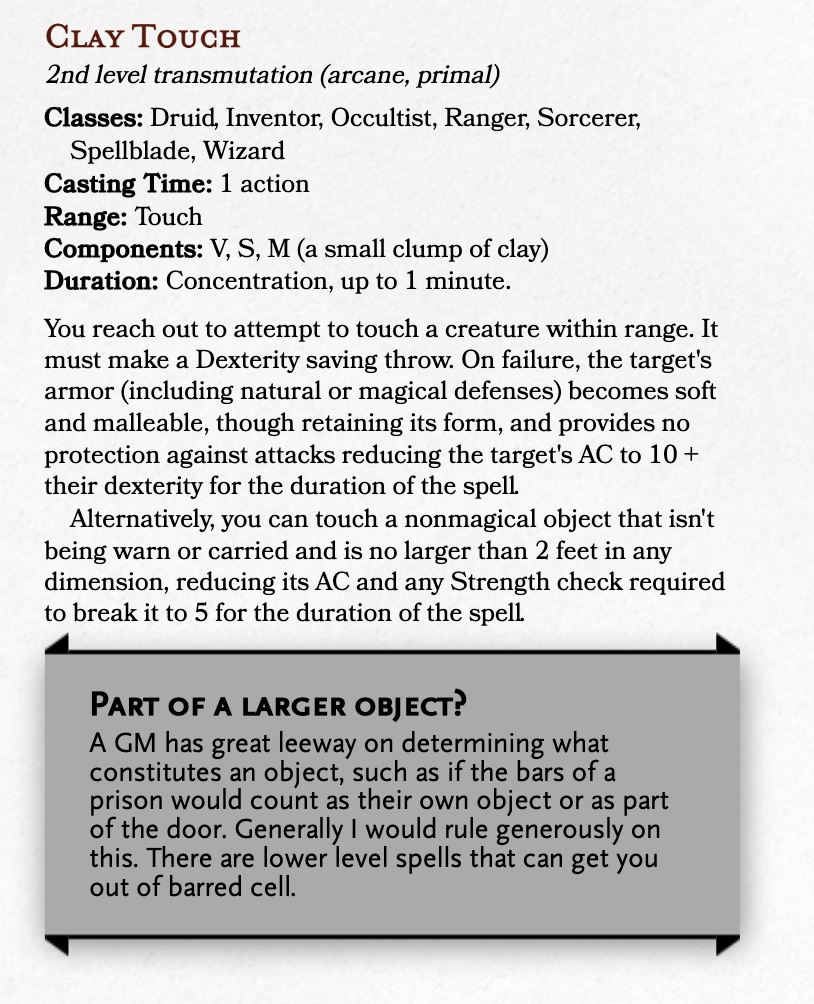 Clay Touch
2nd level transmutation (arcane, primal)
Classes: Druid, Inventor, Occultist, Ranger, Sorcerer,
Spellblade, Wizard
Casting Time: 1 action
Range: Touch
Components: V, S, M (a small clump of clay)
Duration: Concentration, up to 1 minute.
You reach out to attempt to touch a creature within range. It
must make a Dexterity saving throw. On failure, the target's
armor (including natural or magical defenses) becomes soft
and malleable, though retaining its form, and provides no
protection against attacks reducing the target's AC to 10 +
their dexterity for the duration of the spell.
Alternatively, you can touch a nonmagical object that isn't
being warn or carried and is no larger than 2 feet in any
dimension, reducing its AC and any Strength check required
to break it to 5 for the duration of the spell.
Part of a larger object?
A GM has great leeway on determining what
constitutes an object, such as if the bars of a
prison would count as their own object or as part
of the door. Generally I would rule generously on
this. There are lower level spells that can get you
out of barred cell.